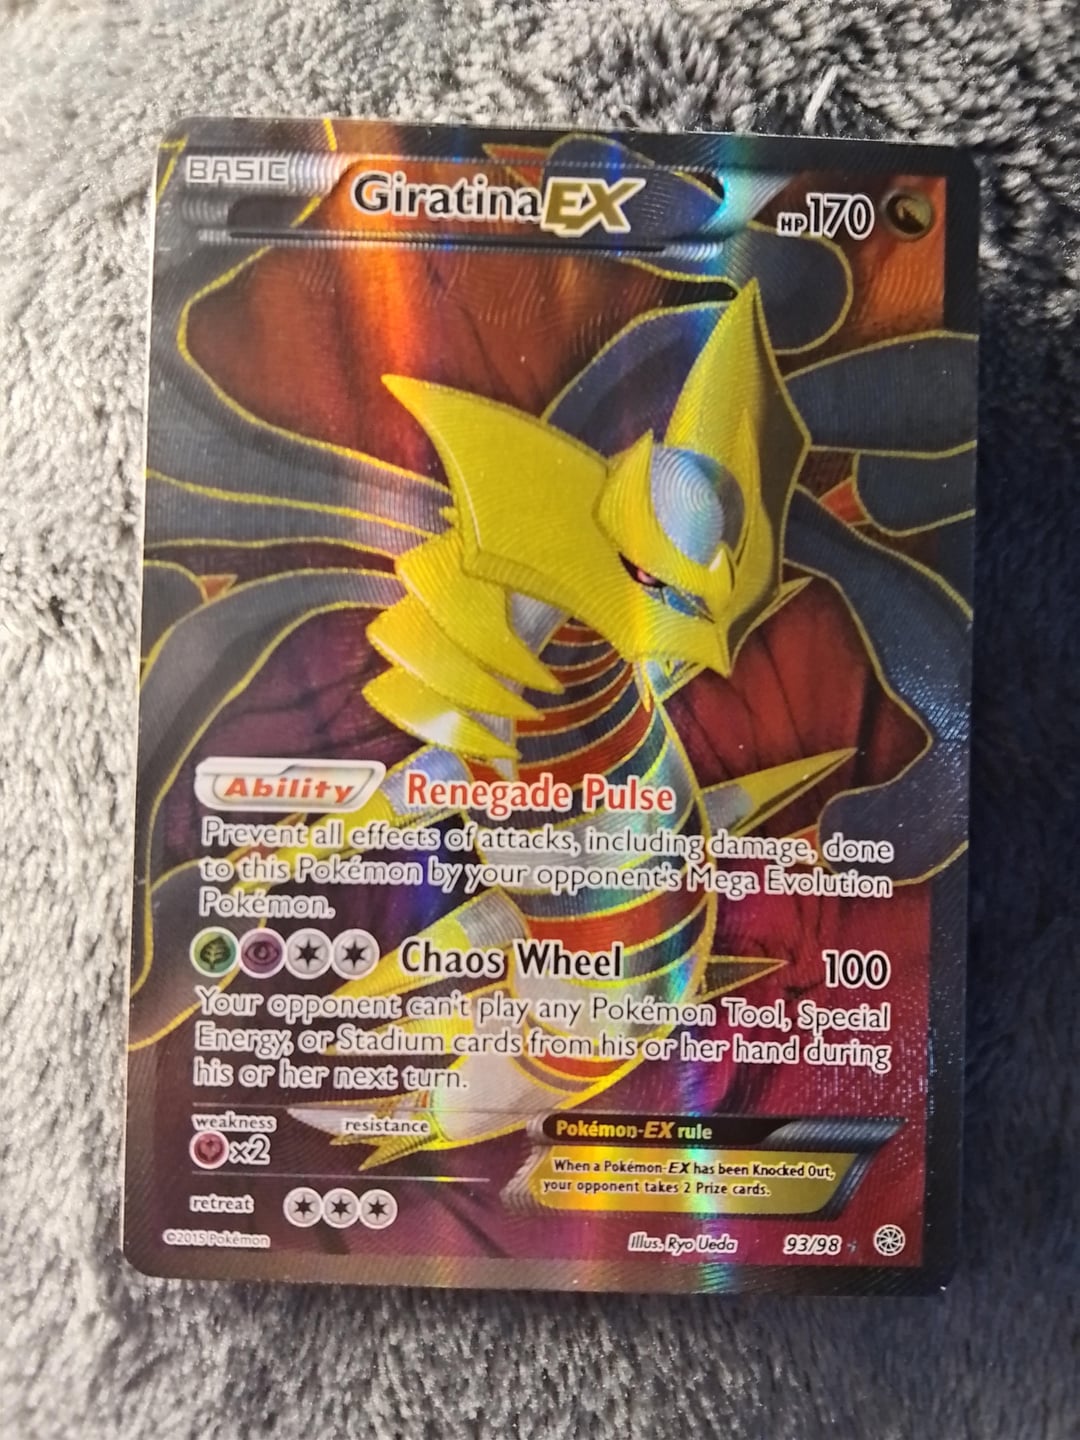 BASIC
Giratina EX HP170
Ability Renegade Pulse
Prevent all effects of attacks, including damage, done
to this Pokémon by your opponent's Mega Evolution
Pokémon.
Chaos Wheel 100
Your opponent can't play any Pokémon Tool, Special
Energy, or Stadium cards from his or her hand during
his or her next turn.
weakness resistance
×2
Pokémon-EX rule
When a Pokémon-EX has been Knocked Out,
your opponent takes 2 Prize cards.
retreat
©2015 Pokémon
Illus. Ryo Ueda 93/98